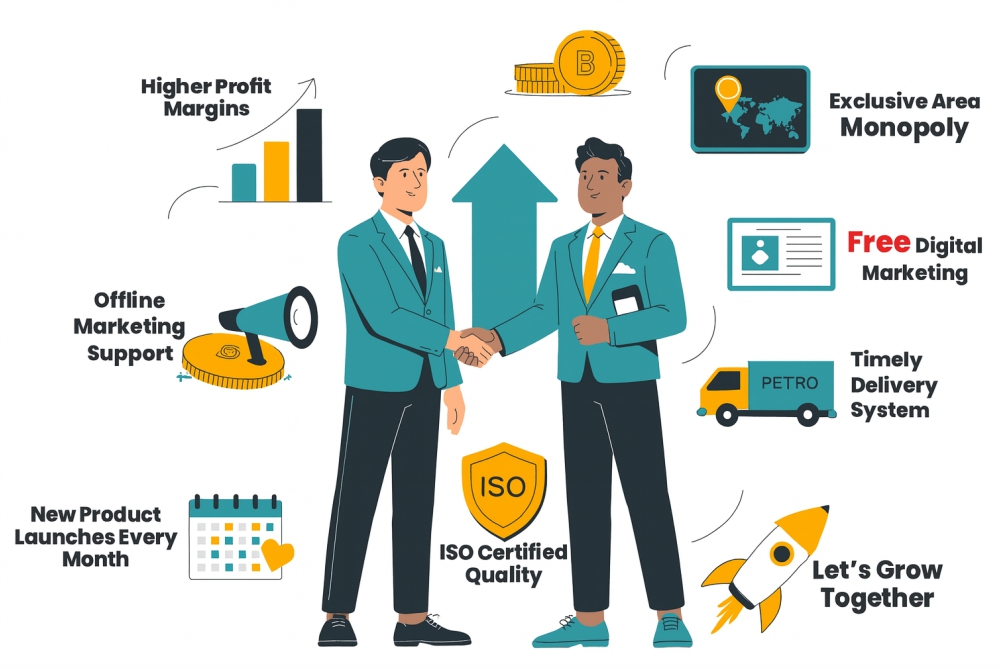 B
Higher Profit
Margins
Exclusive Area
Monopoly
Free Digital
Marketing
Offline
Marketing
Support
Timely
Delivery
System
PETRO
ISO
ISO Certified
Quality
New Product
Launches Every
Month
Let's Grow
Together